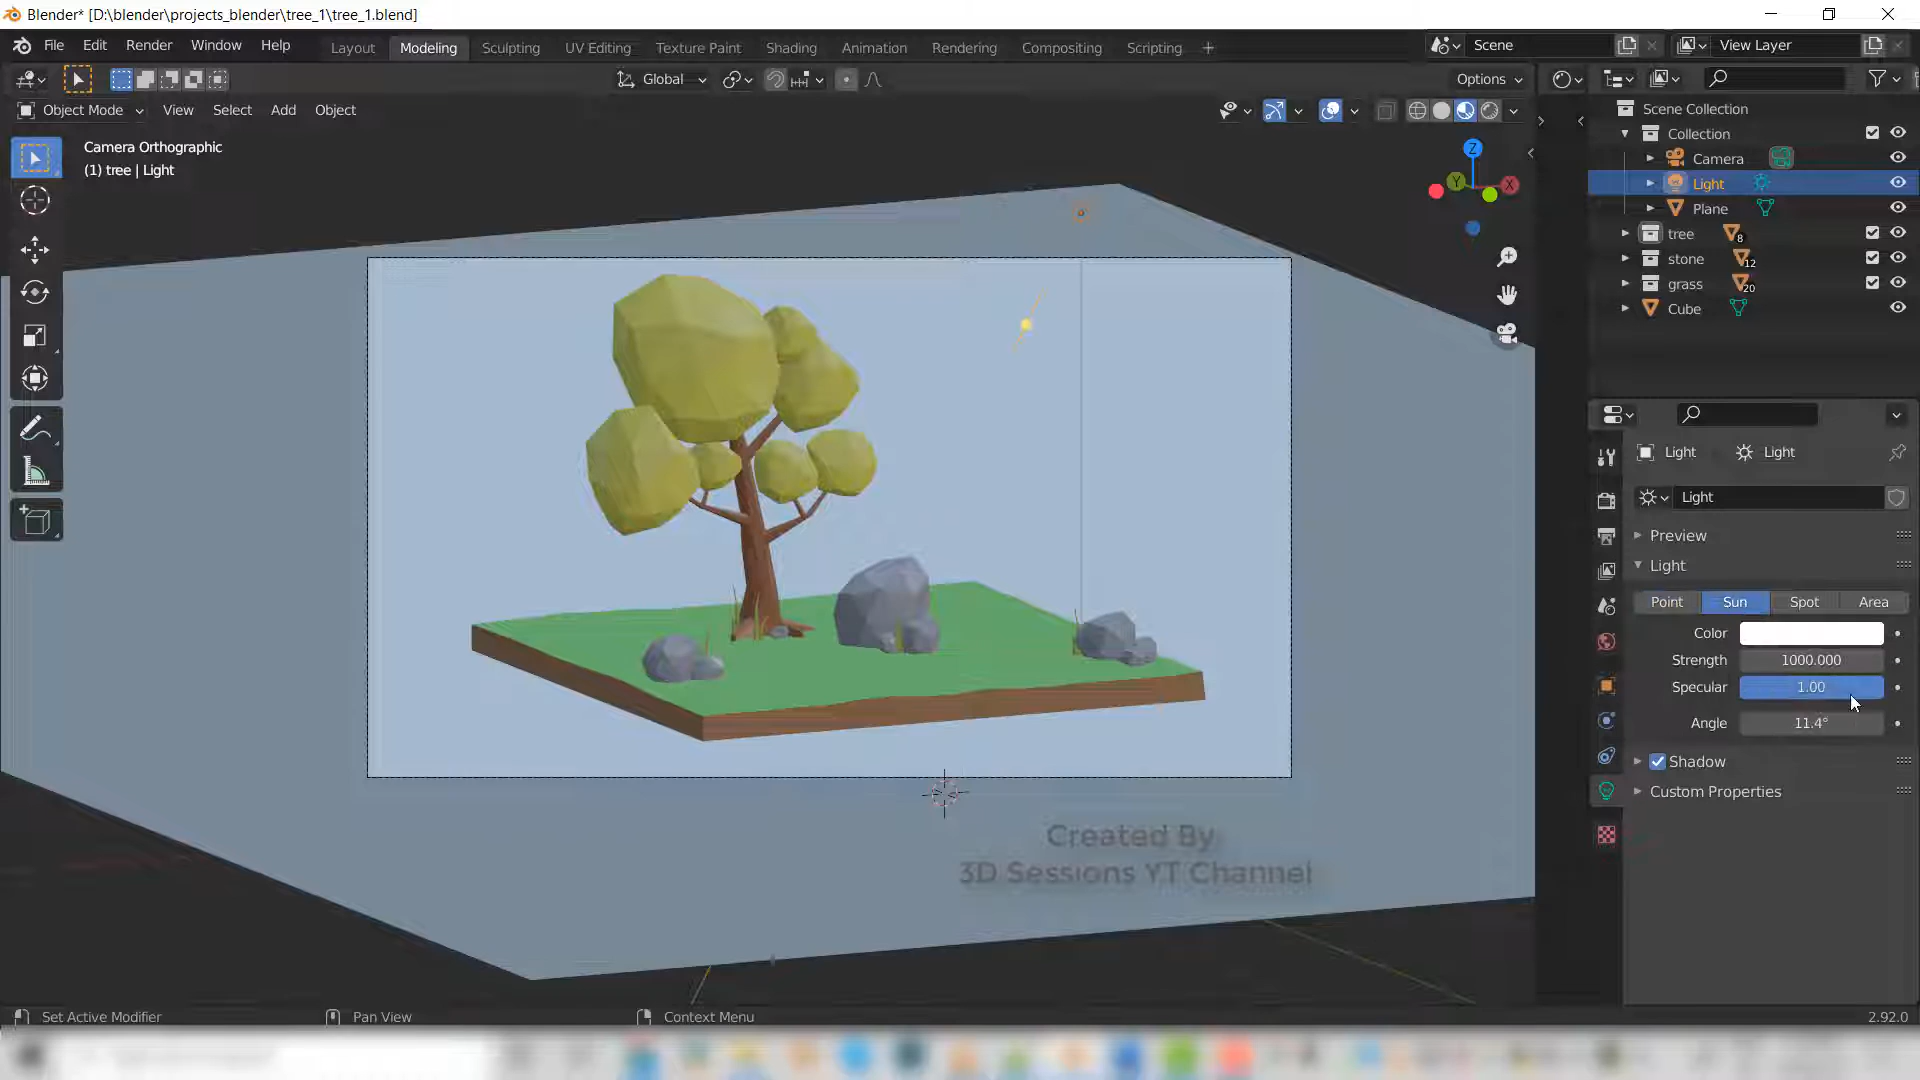 Blender* [D:\blender\projects_blender\tree_1\tree_1.blend]
File Edit Render Window Help Layout Modeling Sculpting UV Editing Texture Paint Shading Animation Rendering Compositing Scripting + Scene View Layer
Global Options
Object Mode View Select Add Object
Camera Orthographic
(1) tree | Light
Z
Y
X
Scene Collection
Collection
Camera
Light
Plane
tree 8
stone 12
grass 20
Cube
Light Light
Light
Preview
Light
Point Sun Spot Area
Color
Strength 1000.000
Specular 1.00
Angle 11.4°
Shadow
Custom Properties
Created By
3D Sessions YT Channel
Set Active Modifier Pan View Context Menu 2.92.0